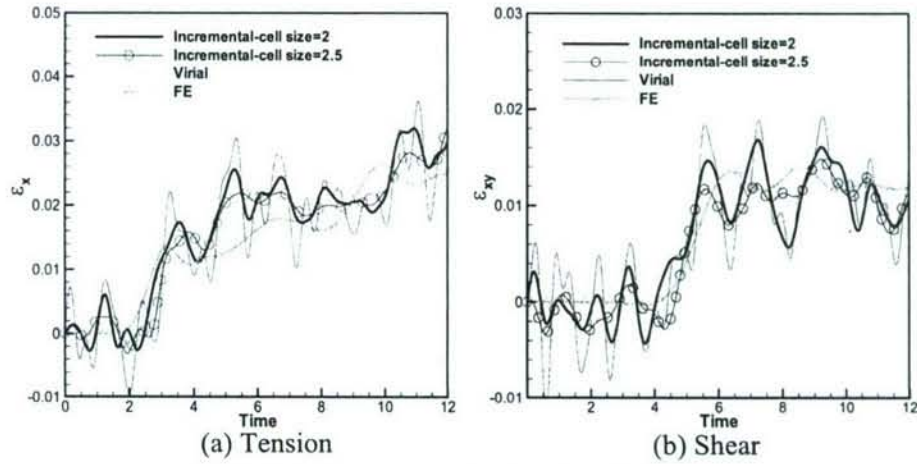 0.05
Incremental-cell size=2
Incremental-cell size=2.5
Virial
FE
0.04
0.03
0.02
0.01
0
-0.01
εx
0 2 4 6 8 10 12
Time
(a) Tension
0.03
Incremental-cell size=2
Incremental-cell size=2.5
Virial
FE
0.02
0.01
0.00
-0.01
εxy
2 4 6 8 10 12
Time
(b) Shear